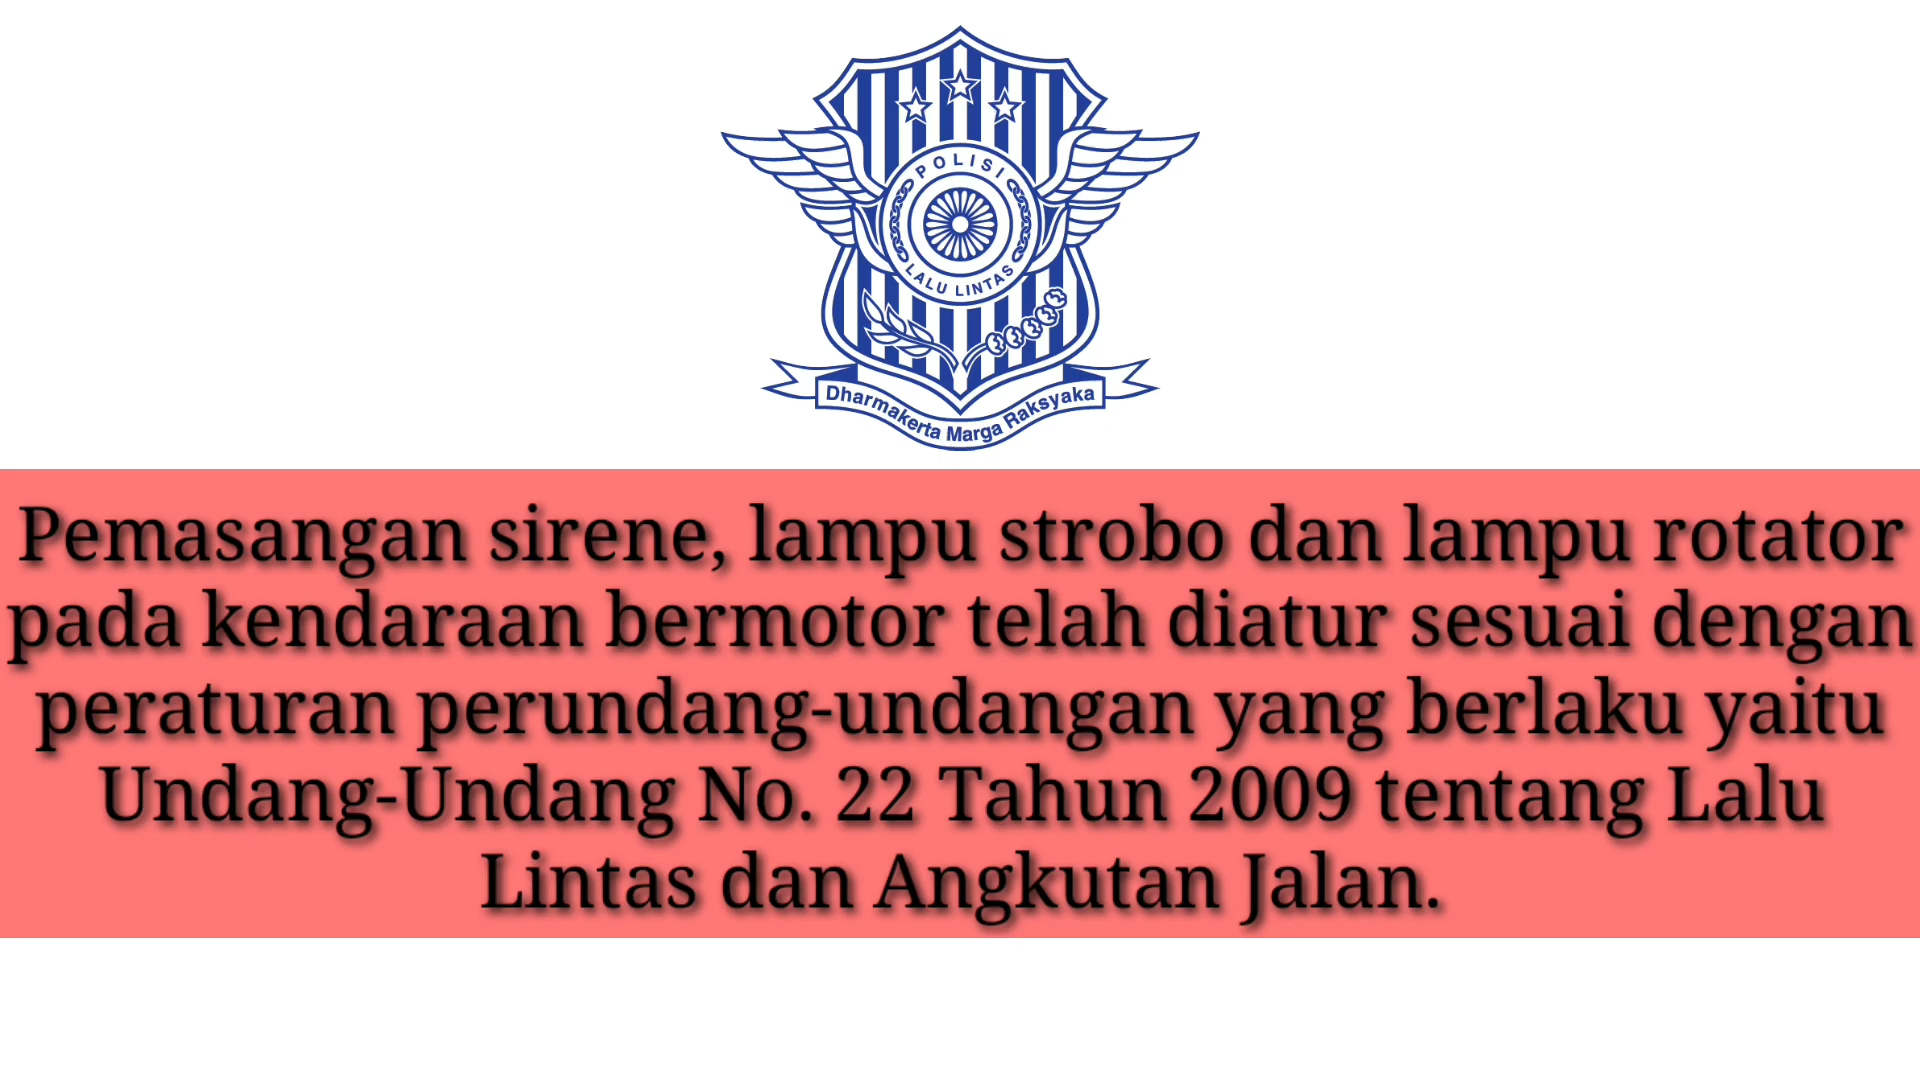 POLISI
LALU LINTAS
Dharmakerta Marga Raksyaka
Pemasangan sirene, lampu strobo dan lampu rotator
pada kendaraan bermotor telah diatur sesuai dengan
peraturan perundang-undangan yang berlaku yaitu
Undang-Undang No. 22 Tahun 2009 tentang Lalu
Lintas dan Angkutan Jalan.